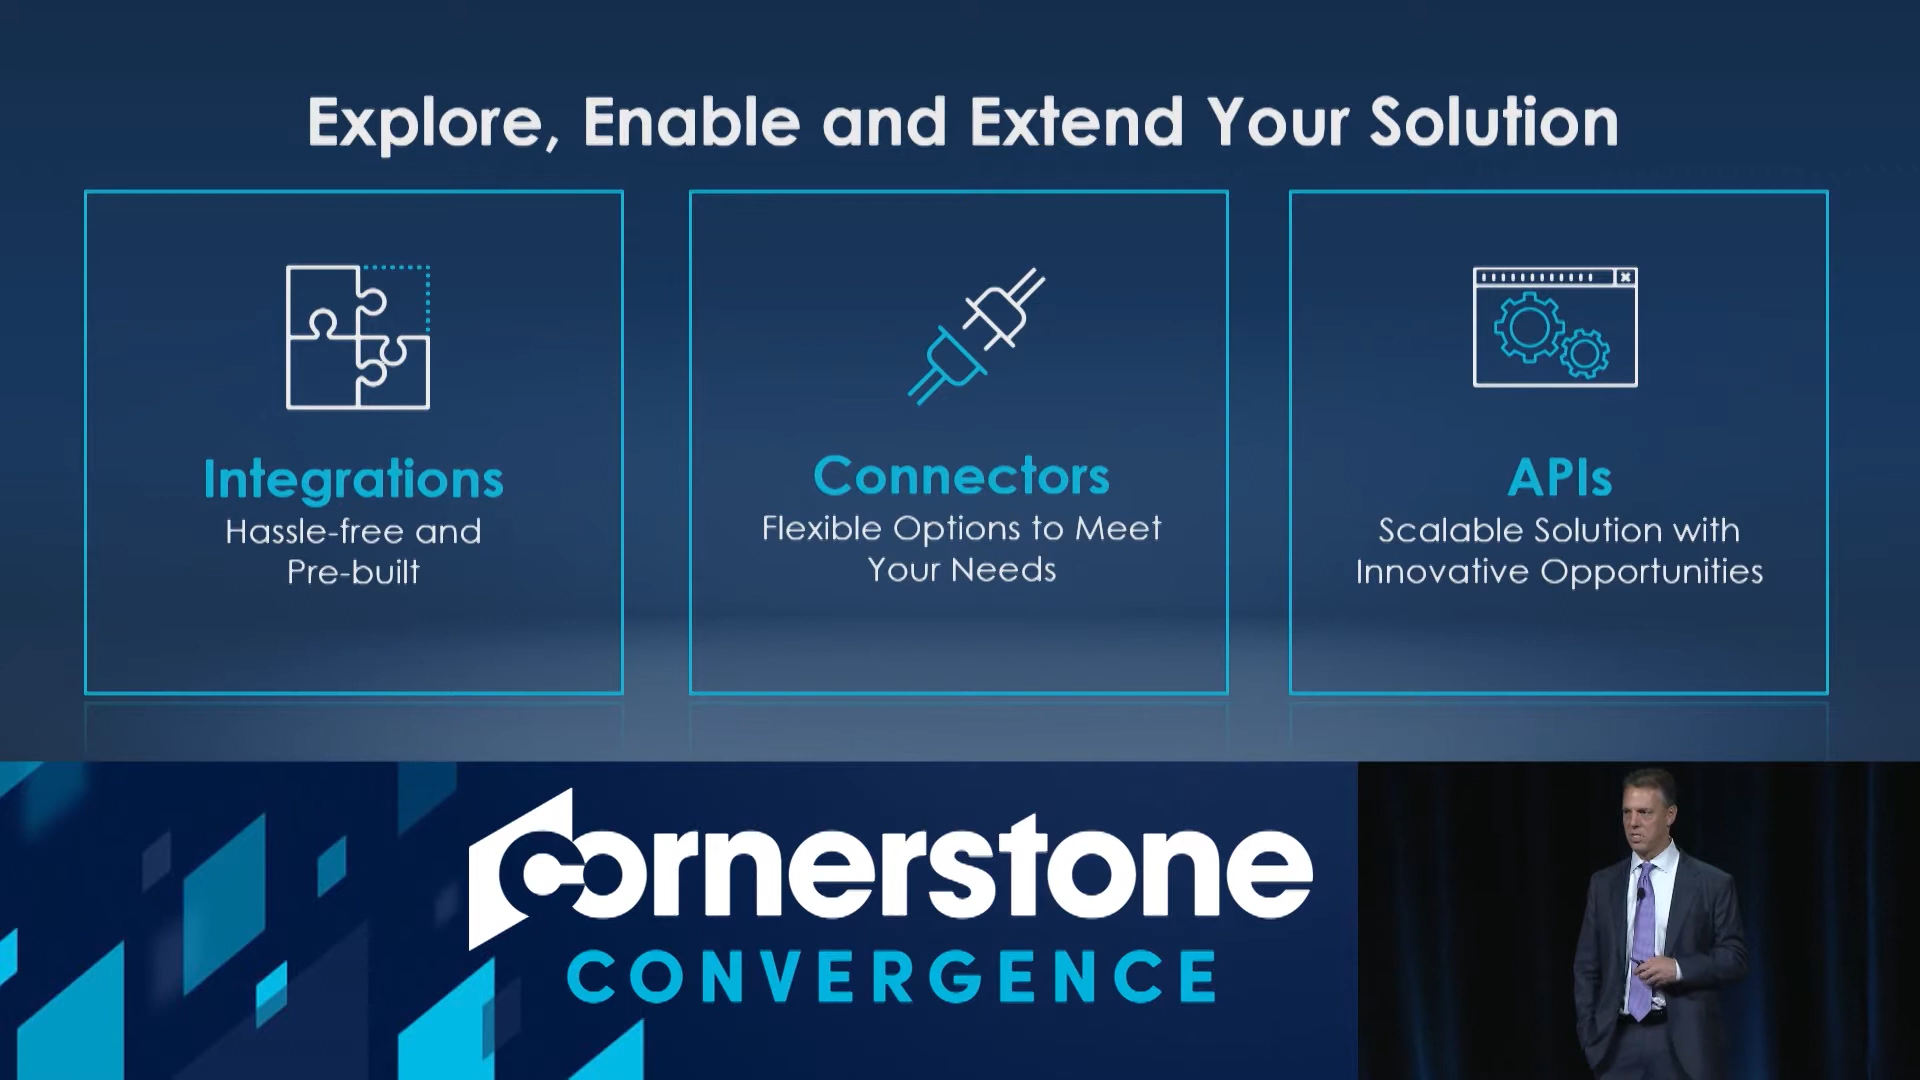 Explore, Enable and Extend Your Solution
Integrations
Hassle-free and
Pre-built
Connectors
Flexible Options to Meet
Your Needs
APIs
Scalable Solution with
Innovative Opportunities
Cornerstone
CONVERGENCE